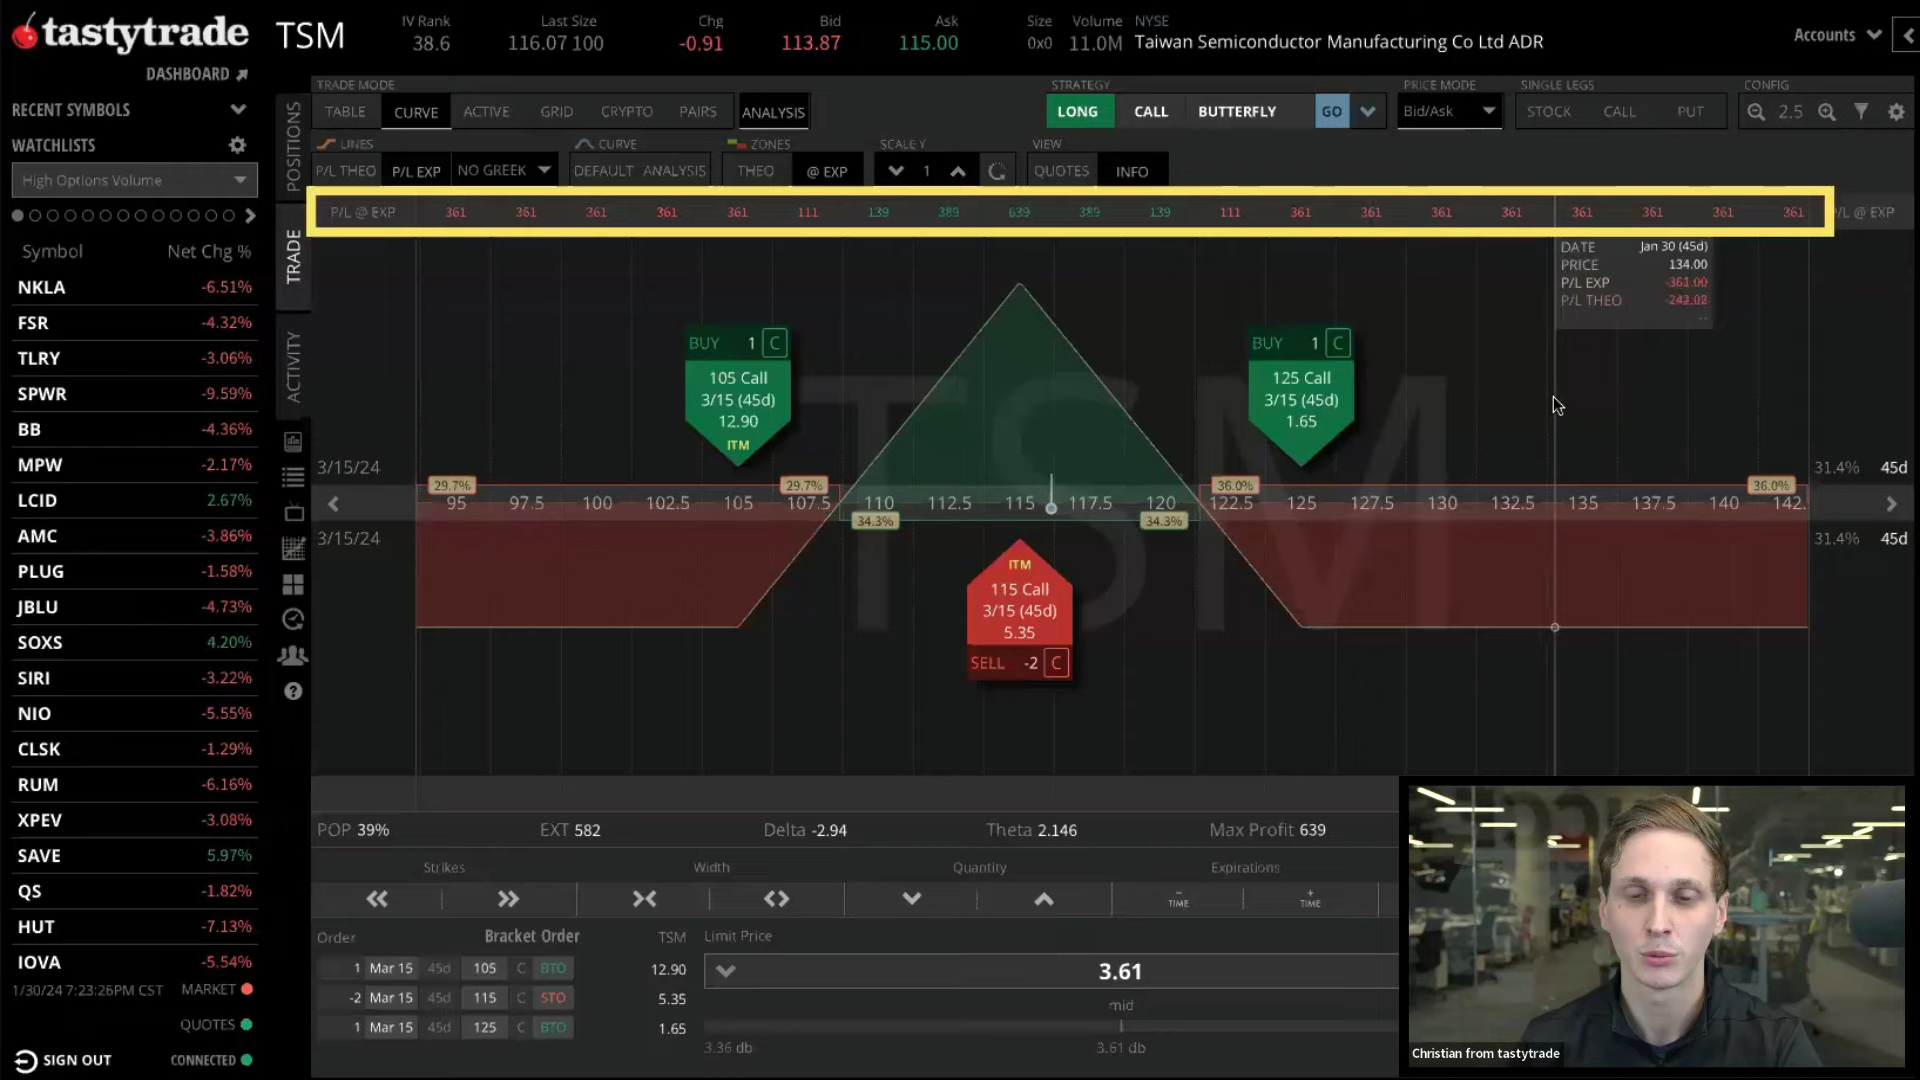 tastytrade
TSM
IV Rank
38.6
Last Size
116.07 100
Chg
-0.91
Bid
113.87
Ask
115.00
Size
0x0
Volume
11.0M
NYSE
Taiwan Semiconductor Manufacturing Co Ltd ADR
Accounts
DASHBOARD
RECENT SYMBOLS
WATCHLISTS
High Options Volume
Symbol Net Chg %
NKLA -6.51%
FSR -4.32%
TLRY -3.06%
SPWR -9.59%
BB -4.36%
MPW -2.17%
LCID 2.67%
AMC -3.86%
PLUG -1.58%
JBLU -4.73%
SOXS 4.20%
SIRI -3.22%
NIO -5.55%
CLSK -1.29%
RUM -6.16%
XPEV -3.08%
SAVE 5.97%
QS -1.82%
HUT -7.13%
IOVA -5.54%
1/30/24 7:23:26PM CST MARKET
QUOTES
SIGN OUT CONNECTED
POSITIONS
TRADE
ACTIVITY
TRADE MODE
TABLE CURVE ACTIVE GRID CRYPTO PAIRS ANALYSIS
STRATEGY
LONG CALL BUTTERFLY GO
PRICE MODE
Bid/Ask
SINGLE LEGS
STOCK CALL PUT
CONFIG
2.5
LINES
P/L THEO P/L EXP NO GREEK
CURVE
DEFAULT ANALYSIS
ZONES
THEO @ EXP
SCALE Y
1
VIEW
QUOTES INFO
P/L @ EXP 361 361 361 361 361 111 139 389 639 389 139 111 361 361 361 361 361 361 361 361 P/L @ EXP
DATE Jan 30 (45d)
PRICE 134.00
P/L EXP -361.00
P/L THEO -243.02
--
TSM
BUY 1 C
105 Call
3/15 (45d)
12.90
ITM
BUY 1 C
125 Call
3/15 (45d)
1.65
3/15/24 31.4% 45d
29.7% 29.7% 36.0% 36.0%
95 97.5 100 102.5 105 107.5 110 112.5 115 117.5 120 122.5 125 127.5 130 132.5 135 137.5 140 142.
34.3% 34.3%
3/15/24 31.4% 45d
ITM
115 Call
3/15 (45d)
5.35
SELL -2 C
POP 39% EXT 582 Delta -2.94 Theta 2.146 Max Profit 639
Strikes Width Quantity Expirations
- TIME + TIME
Order Bracket Order TSM Limit Price
1 Mar 15 45d 105 C BTO 12.90
-2 Mar 15 45d 115 C STO 5.35
1 Mar 15 45d 125 C BTO 1.65
3.61
mid
3.36 db 3.61 db
Christian from tastytrade